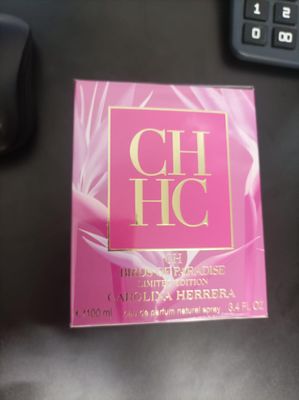 1
2
0
CH
HC
CH
BIRDS OF PARADISE
LIMITED EDITION
CAROLINA HERRERA
100 ml eau de parfum natural spray 3.4 FL. OZ